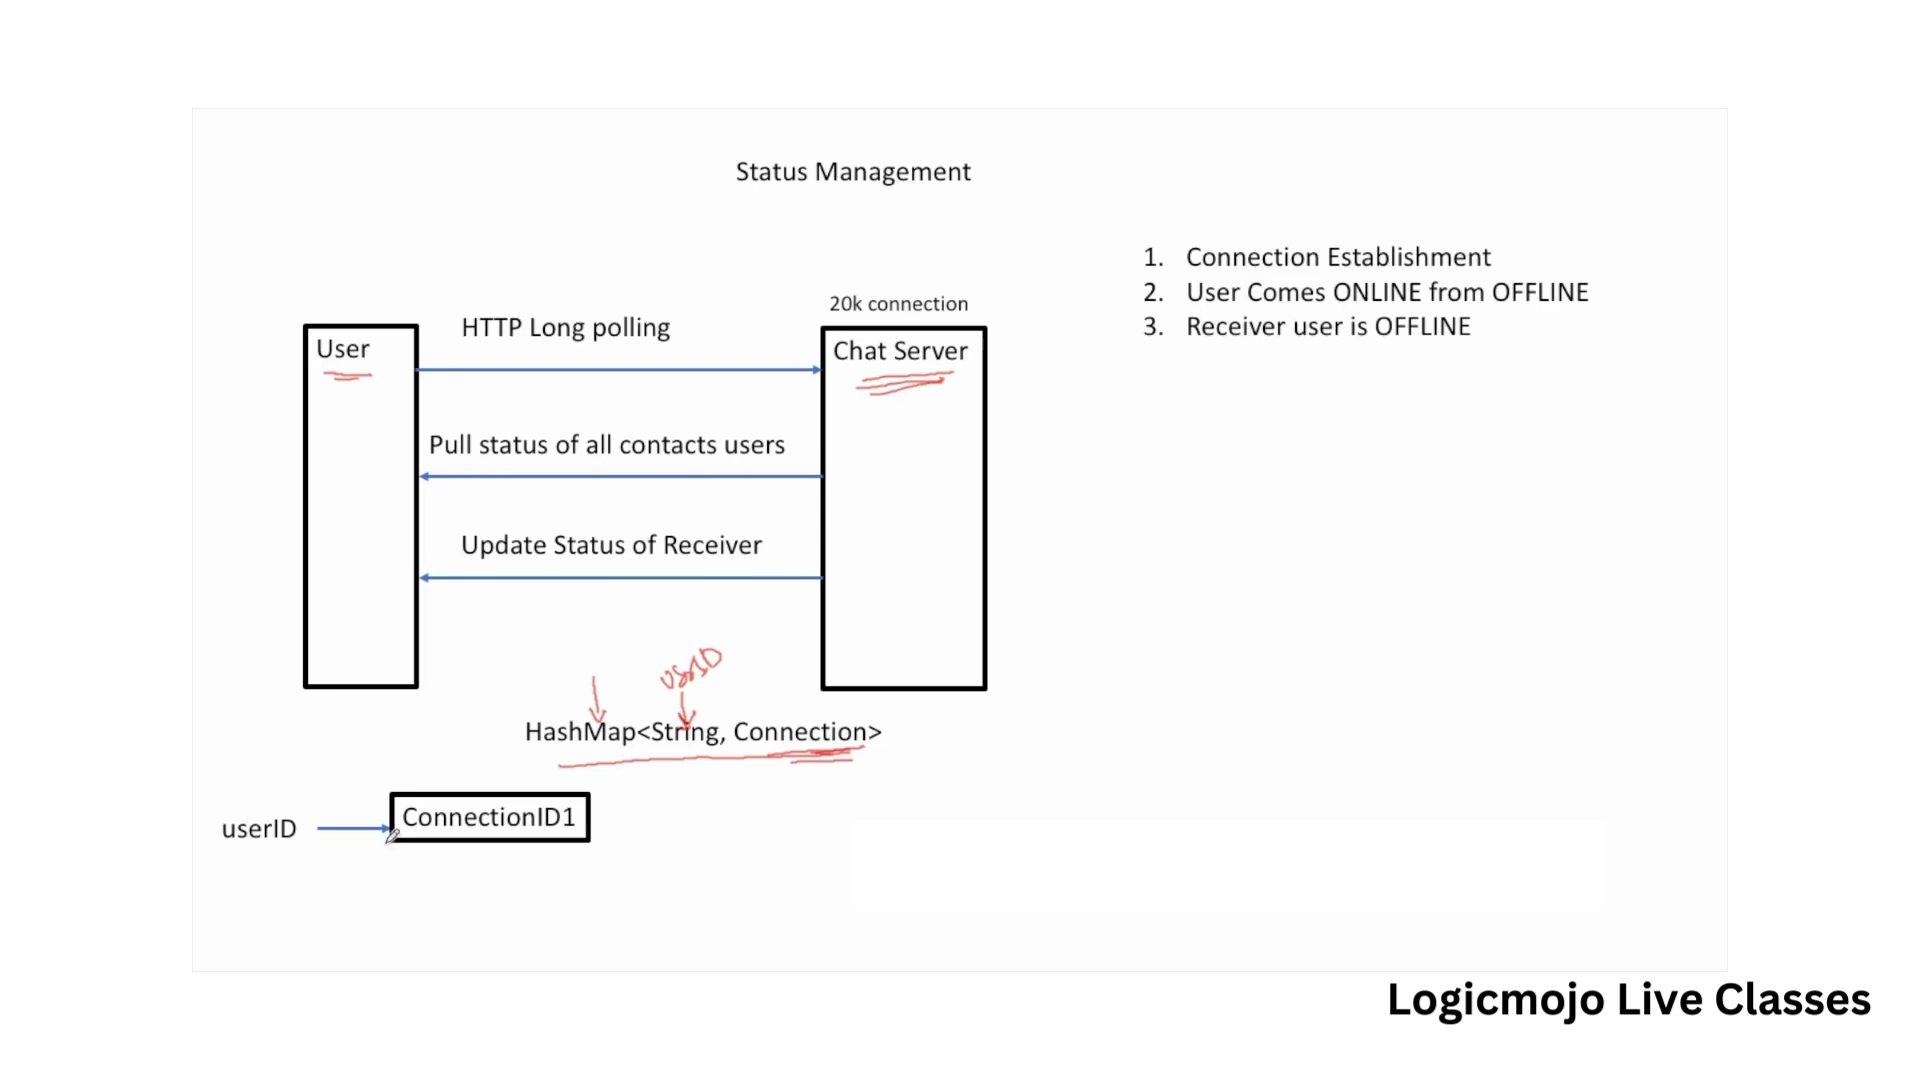 Status Management
1. Connection Establishment
2. User Comes ONLINE from OFFLINE
3. Receiver user is OFFLINE
20k connection
HTTP Long polling
User
Chat Server
Pull status of all contacts users
Update Status of Receiver
HashMap<String, Connection>
ConnectionID1
userID
Logicmojo Live Classes